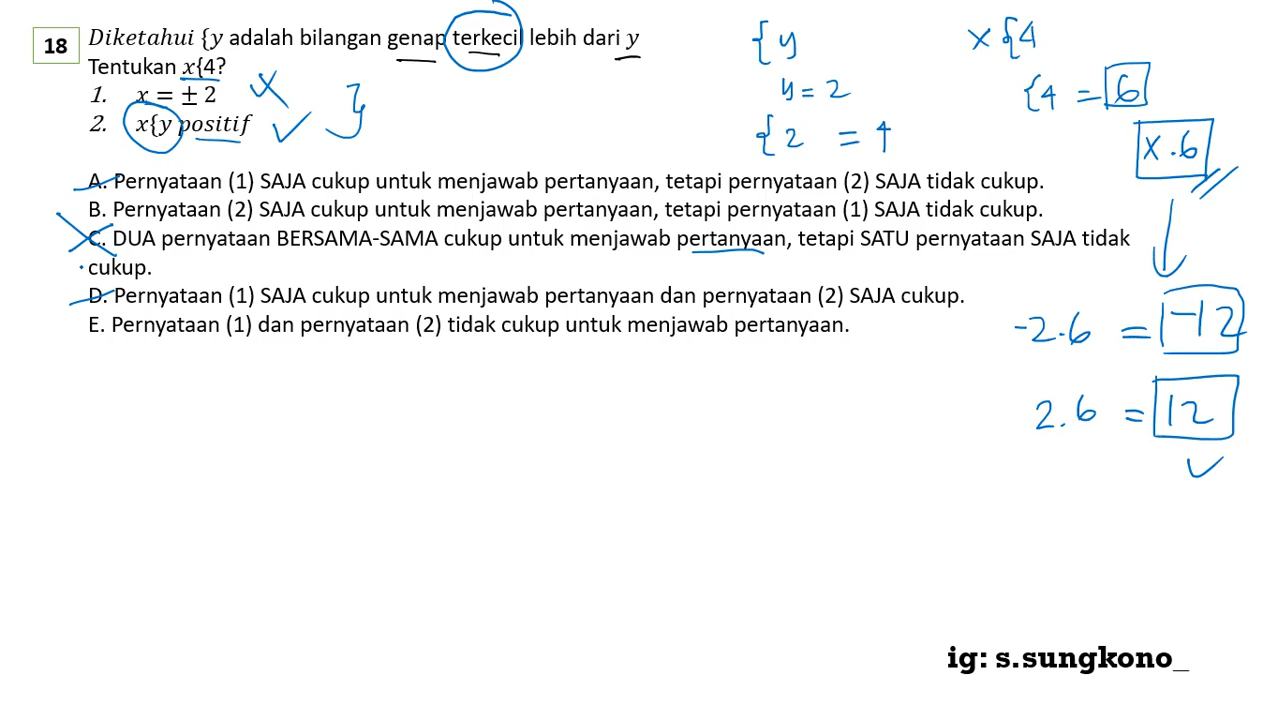 18 Diketahui {y adalah bilangan genap terkecil lebih dari y
Tentukan x{4?
1. x = ± 2
2. x{y positif
A. Pernyataan (1) SAJA cukup untuk menjawab pertanyaan, tetapi pernyataan (2) SAJA tidak cukup.
B. Pernyataan (2) SAJA cukup untuk menjawab pertanyaan, tetapi pernyataan (1) SAJA tidak cukup.
C. DUA pernyataan BERSAMA-SAMA cukup untuk menjawab pertanyaan, tetapi SATU pernyataan SAJA tidak
cukup.
D. Pernyataan (1) SAJA cukup untuk menjawab pertanyaan dan pernyataan (2) SAJA cukup.
E. Pernyataan (1) dan pernyataan (2) tidak cukup untuk menjawab pertanyaan.
{y
y = 2
{2 = 4
x{4
{4 = 6
x.6
-2.6 = -12
2.6 = 12
ig: s.sungkono_